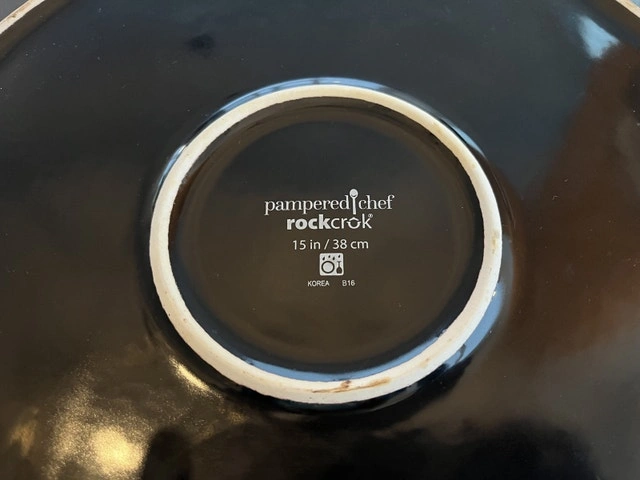 pampered chef
rockcrok®
15 in / 38 cm
KOREA B16